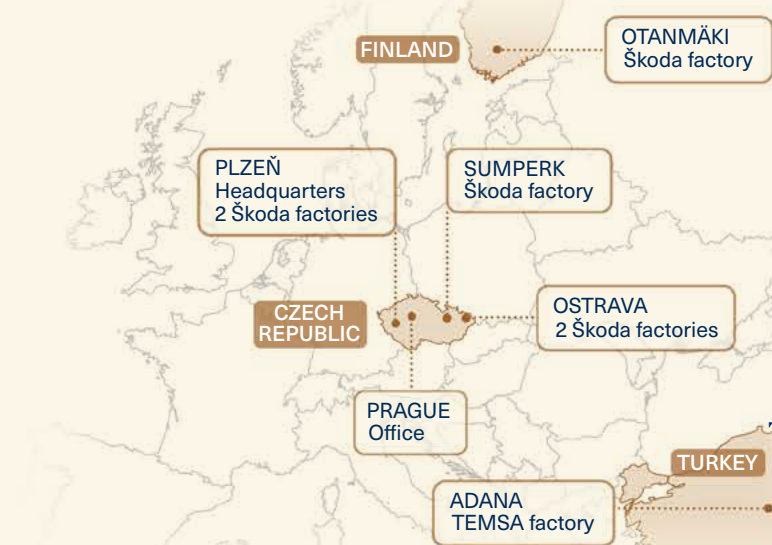 FINLAND
OTANMÄKI
Škoda factory
PLZEŇ
Headquarters
2 Škoda factories
SUMPERK
Škoda factory
CZECH
REPUBLIC
OSTRAVA
2 Škoda factories
PRAGUE
Office
TURKEY
ADANA
TEMSA factory